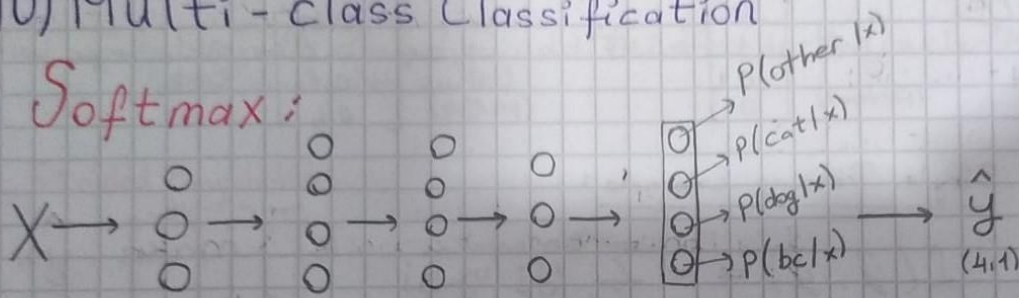 Multi-class Classification
Softmax:
p(other|x)
p(cat|x)
p(dog|x)
p(bc|x)
X
ŷ
(4,1)